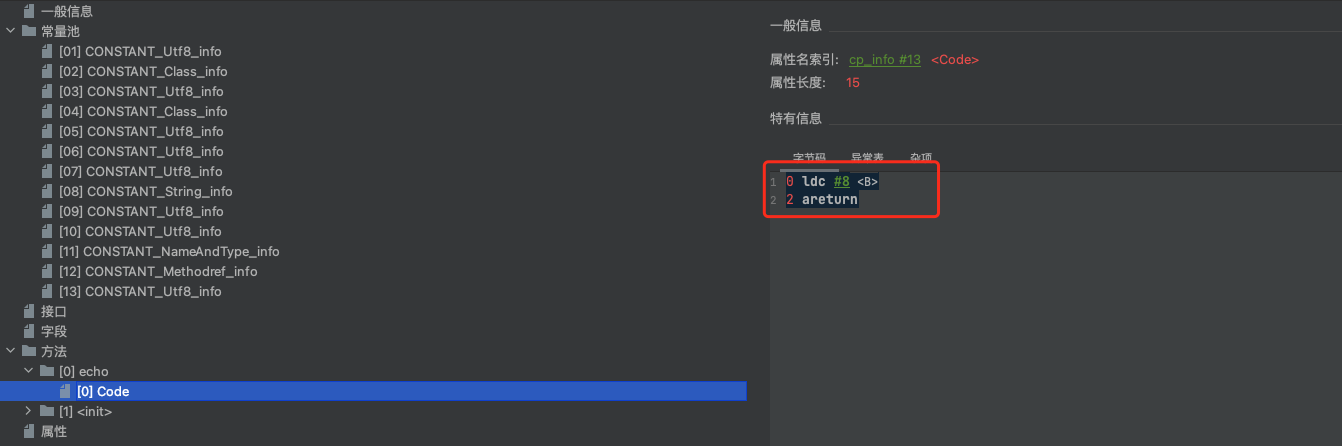 一般信息
常量池
[01] CONSTANT_Utf8_info
[02] CONSTANT_Class_info
[03] CONSTANT_Utf8_info
[04] CONSTANT_Class_info
[05] CONSTANT_Utf8_info
[06] CONSTANT_Utf8_info
[07] CONSTANT_Utf8_info
[08] CONSTANT_String_info
[09] CONSTANT_Utf8_info
[10] CONSTANT_Utf8_info
[11] CONSTANT_NameAndType_info
[12] CONSTANT_Methodref_info
[13] CONSTANT_Utf8_info
接口
字段
方法
[0] echo
[0] Code
[1] <init>
属性
一般信息
属性名索引: cp_info #13 <Code>
属性长度: 15
特有信息
字节码 异常表 杂项
1 0 ldc #8 <B>
2 2 areturn